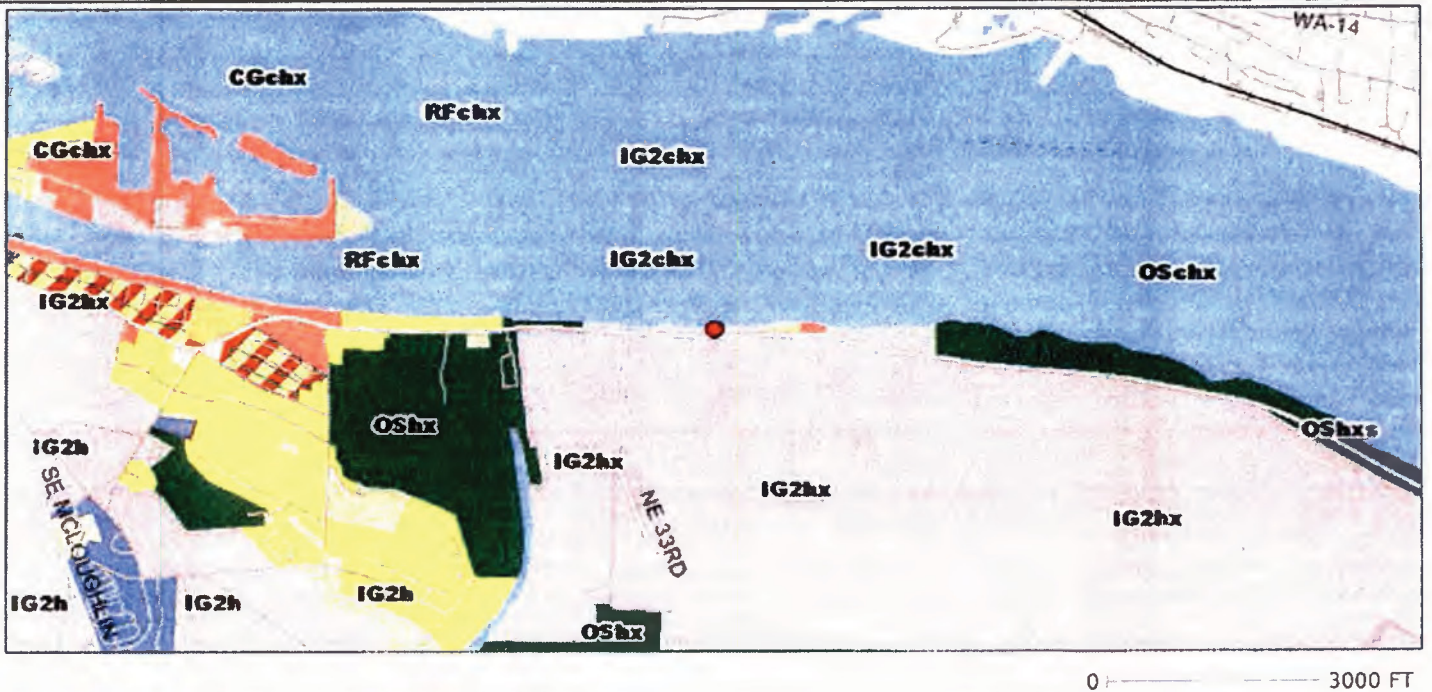 WA-14
CGchx
RFchx
CGchx
IG2chx
RFchx
IG2chx
IG2chx
OSchx
IG2hx
OShx
OShxs
IG2h
IG2hx
IG2hx
IG2hx
SE MCLOUGHLIN
NE 33RD
IG2h
IG2h
IG2h
OShx
0
3000 FT